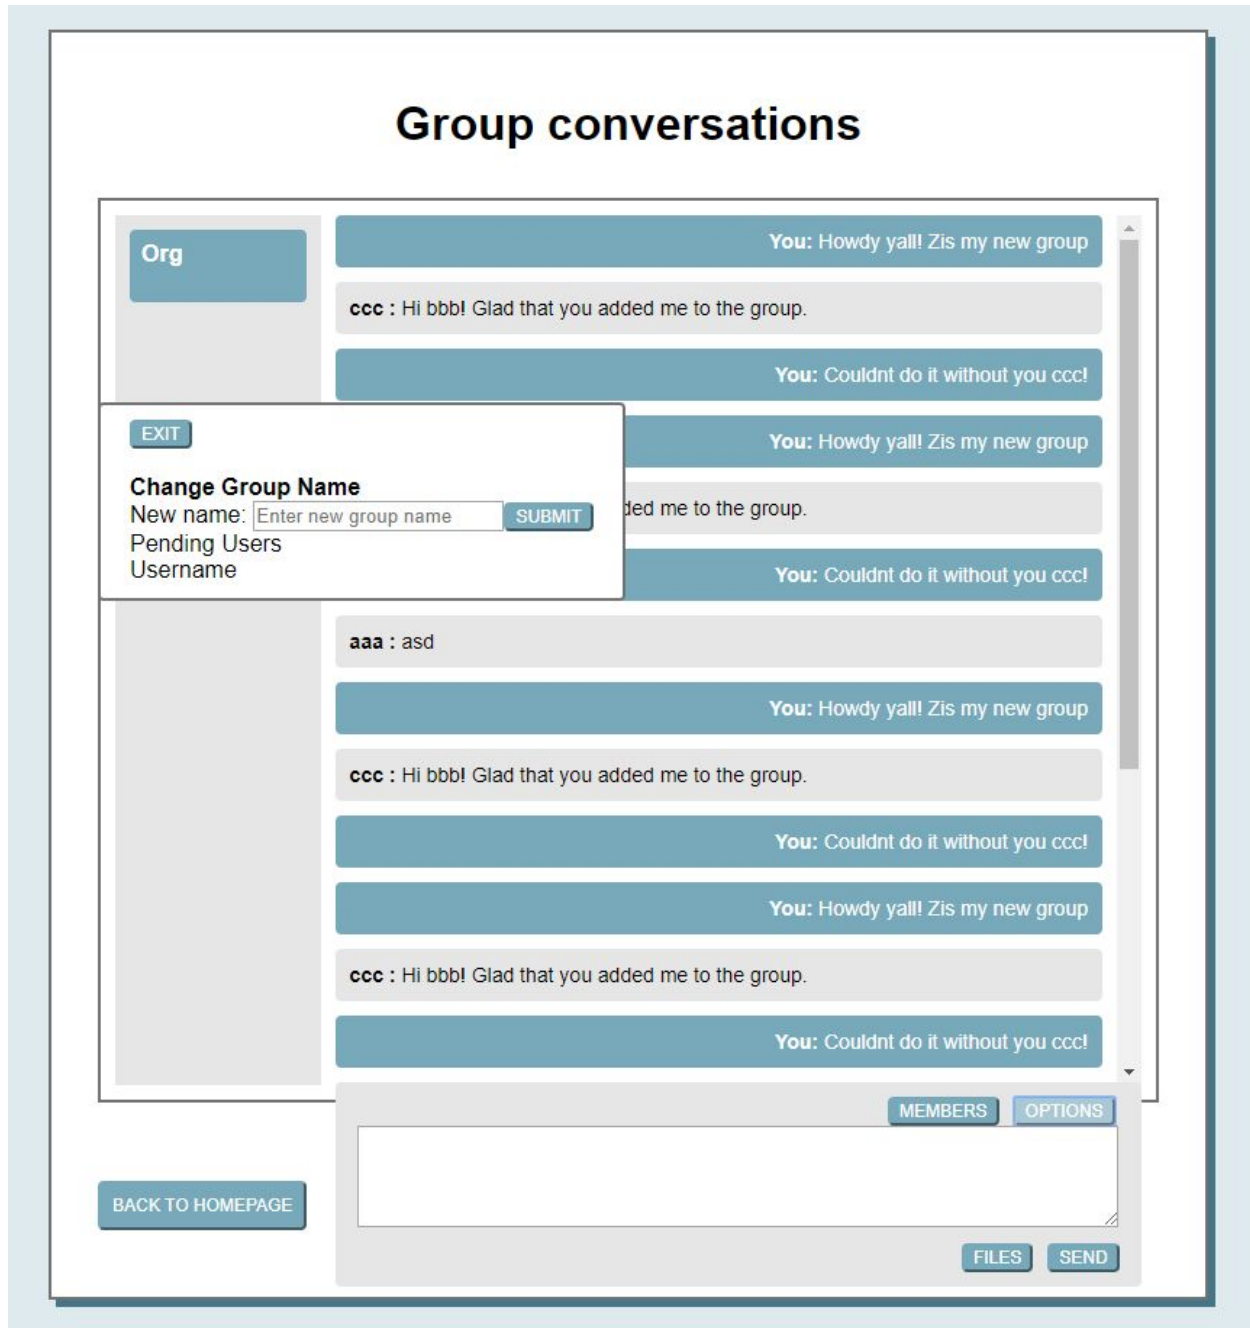 Group conversations
Org
You: Howdy yall! Zis my new group
ccc : Hi bbb! Glad that you added me to the group.
You: Couldnt do it without you ccc!
EXIT
Change Group Name
New name: Enter new group name SUBMIT
Pending Users
Username
You: Howdy yall! Zis my new group
ded me to the group.
You: Couldnt do it without you ccc!
aaa : asd
You: Howdy yall! Zis my new group
ccc : Hi bbb! Glad that you added me to the group.
You: Couldnt do it without you ccc!
You: Howdy yall! Zis my new group
ccc : Hi bbb! Glad that you added me to the group.
You: Couldnt do it without you ccc!
MEMBERS OPTIONS
BACK TO HOMEPAGE
FILES SEND